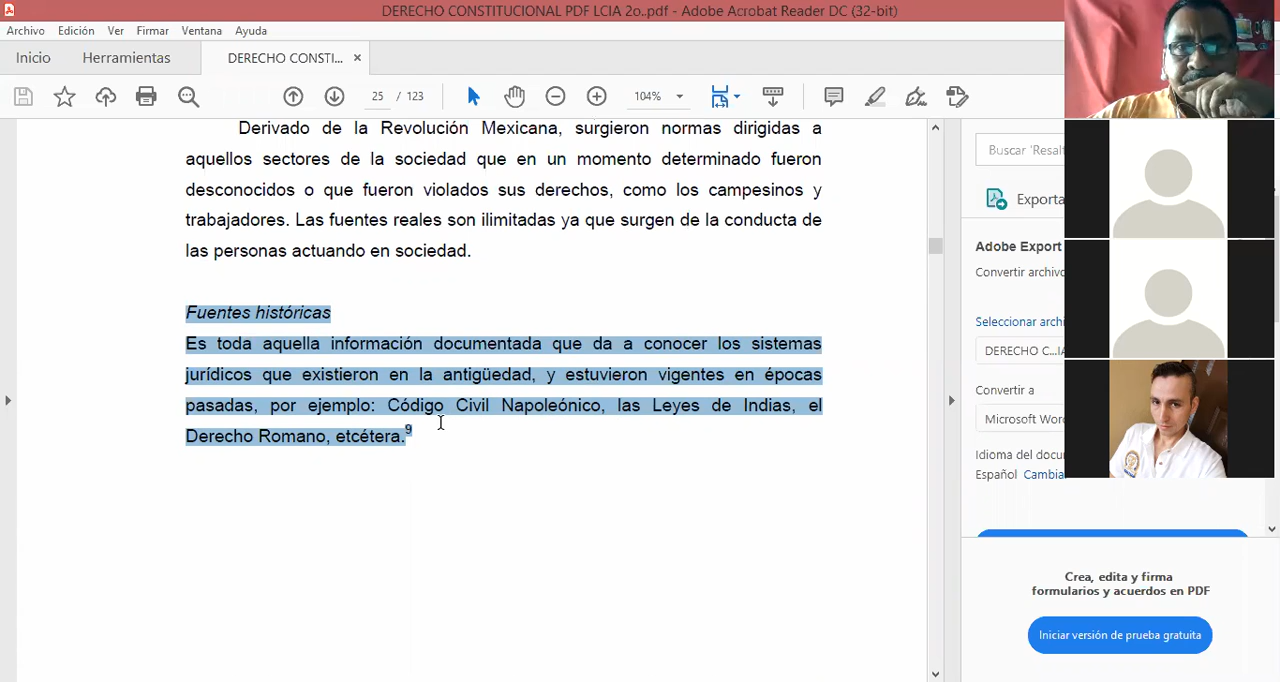 DERECHO CONSTITUCIONAL PDF LCIA 2o..pdf - Adobe Acrobat Reader DC (32-bit)
Archivo Edición Ver Firmar Ventana Ayuda
Inicio Herramientas DERECHO CONSTI... ×
25 / 123 104%
Derivado de la Revolución Mexicana, surgieron normas dirigidas a
aquellos sectores de la sociedad que en un momento determinado fueron
desconocidos o que fueron violados sus derechos, como los campesinos y
trabajadores. Las fuentes reales son ilimitadas ya que surgen de la conducta de
las personas actuando en sociedad.
Fuentes históricas
Es toda aquella información documentada que da a conocer los sistemas
jurídicos que existieron en la antigüedad, y estuvieron vigentes en épocas
pasadas, por ejemplo: Código Civil Napoleónico, las Leyes de Indias, el
Derecho Romano, etcétera.9
Buscar 'Resalt
Exporta
Adobe Export
Convertir archivo
Seleccionar archi
DERECHO C...IA
Convertir a
Microsoft Word
Idioma del docu
Español Cambia
Crea, edita y firma
formularios y acuerdos en PDF
Iniciar versión de prueba gratuita